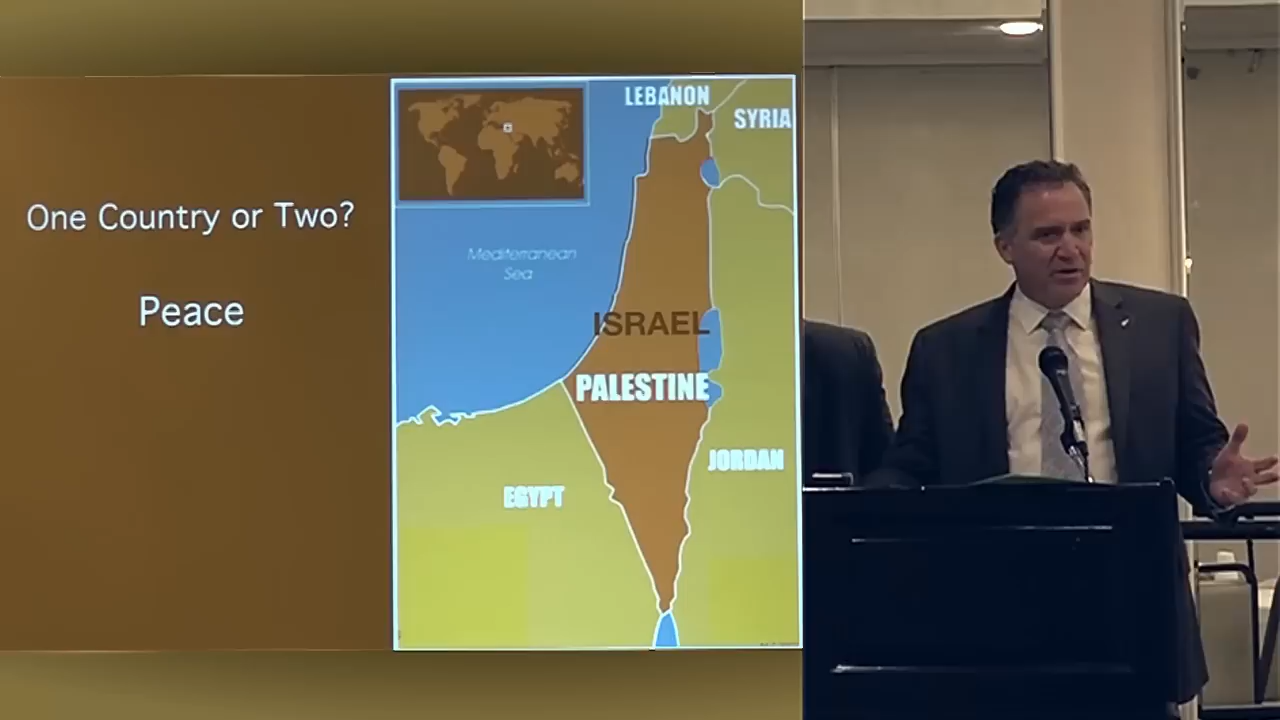 One Country or Two?
Peace
LEBANON
SYRIA
Mediterranean
Sea
ISRAEL
PALESTINE
JORDAN
EGYPT